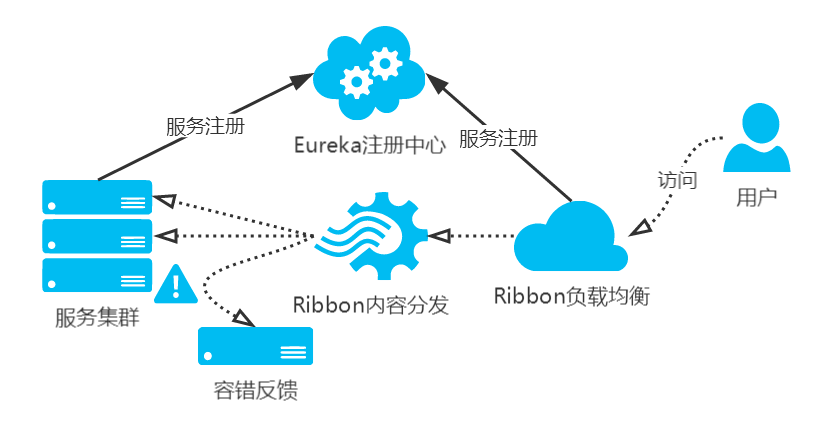 服务注册
Eureka注册中心
服务注册
访问
用户
服务集群
Ribbon内容分发
Ribbon负载均衡
容错反馈